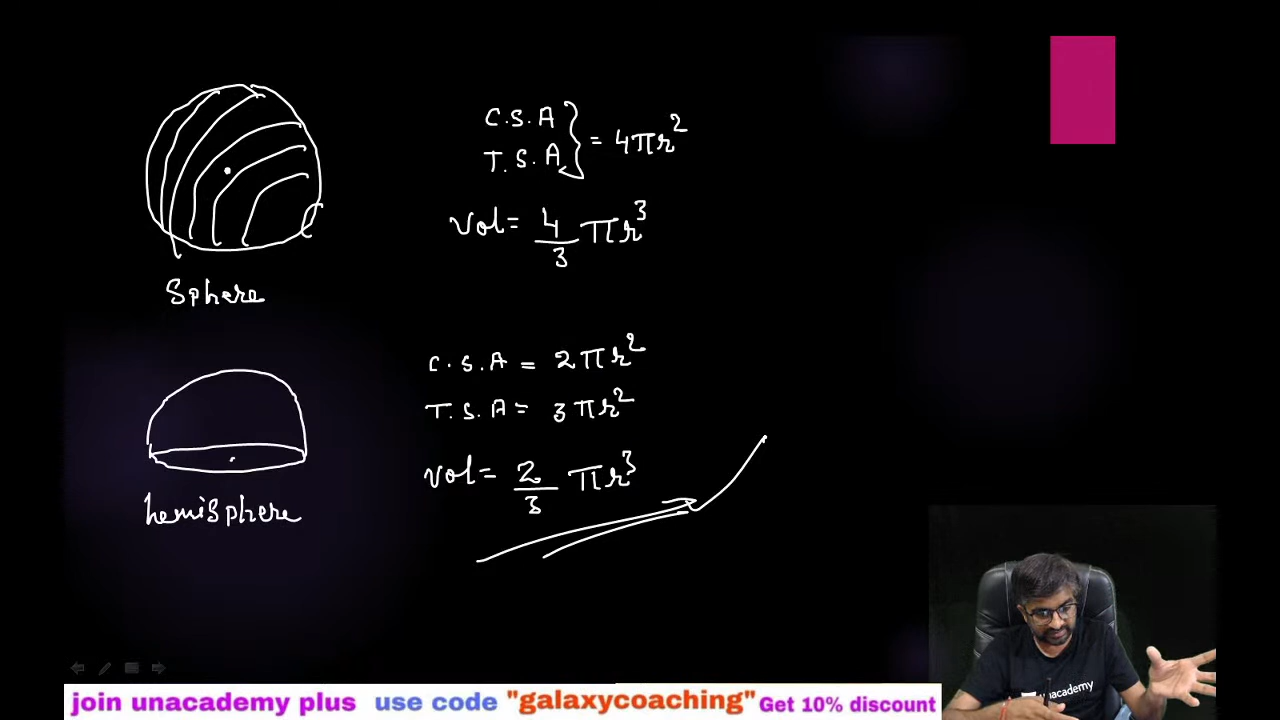 C.S.A
T.S.A } = 4πr²
Vol = 4/3 πr³
Sphere
C.S.A = 2πr²
T.S.A = 3πr²
Vol = 2/3 πr³
hemisphere
unacademy
join unacademy plus use code "galaxycoaching" Get 10% discount